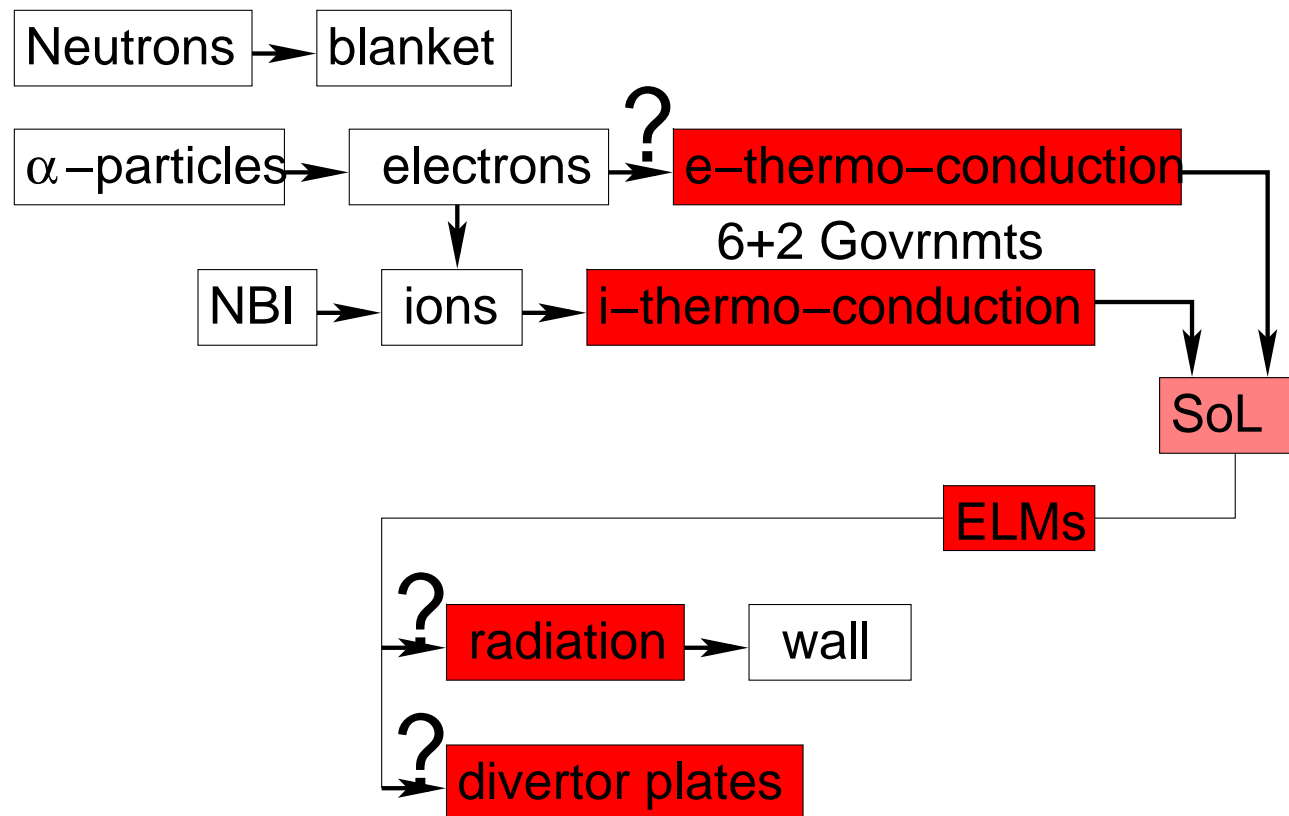 Neutrons blanket
?
α−particles electrons e−thermo−conduction
6+2 Govrnmts
NBI ions i−thermo−conduction
SoL
ELMs
?
radiation wall
?
divertor plates